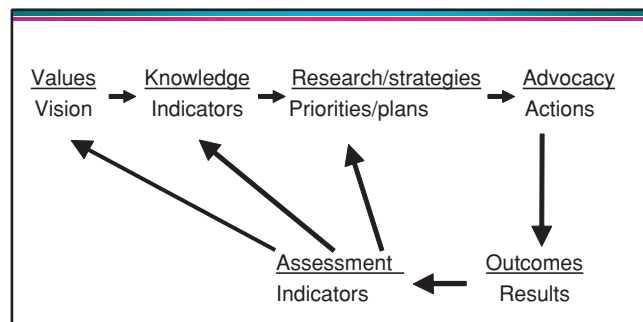 Values
Vision
Knowledge
Indicators
Research/strategies
Priorities/plans
Advocacy
Actions
Assessment
Indicators
Outcomes
Results